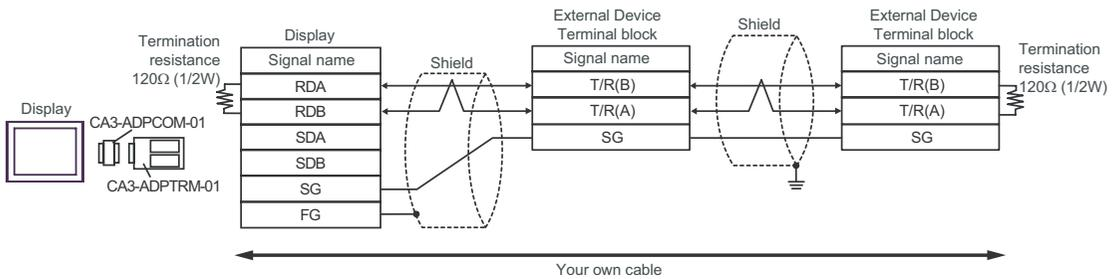 Display
CA3-ADPCOM-01
CA3-ADPTRM-01
Termination
resistance
120Ω (1/2W)
Display
Signal name
RDA
RDB
SDA
SDB
SG
FG
Shield
External Device
Terminal block
Signal name
T/R(B)
T/R(A)
SG
Shield
External Device
Terminal block
Signal name
T/R(B)
T/R(A)
SG
Termination
resistance
120Ω (1/2W)
Your own cable